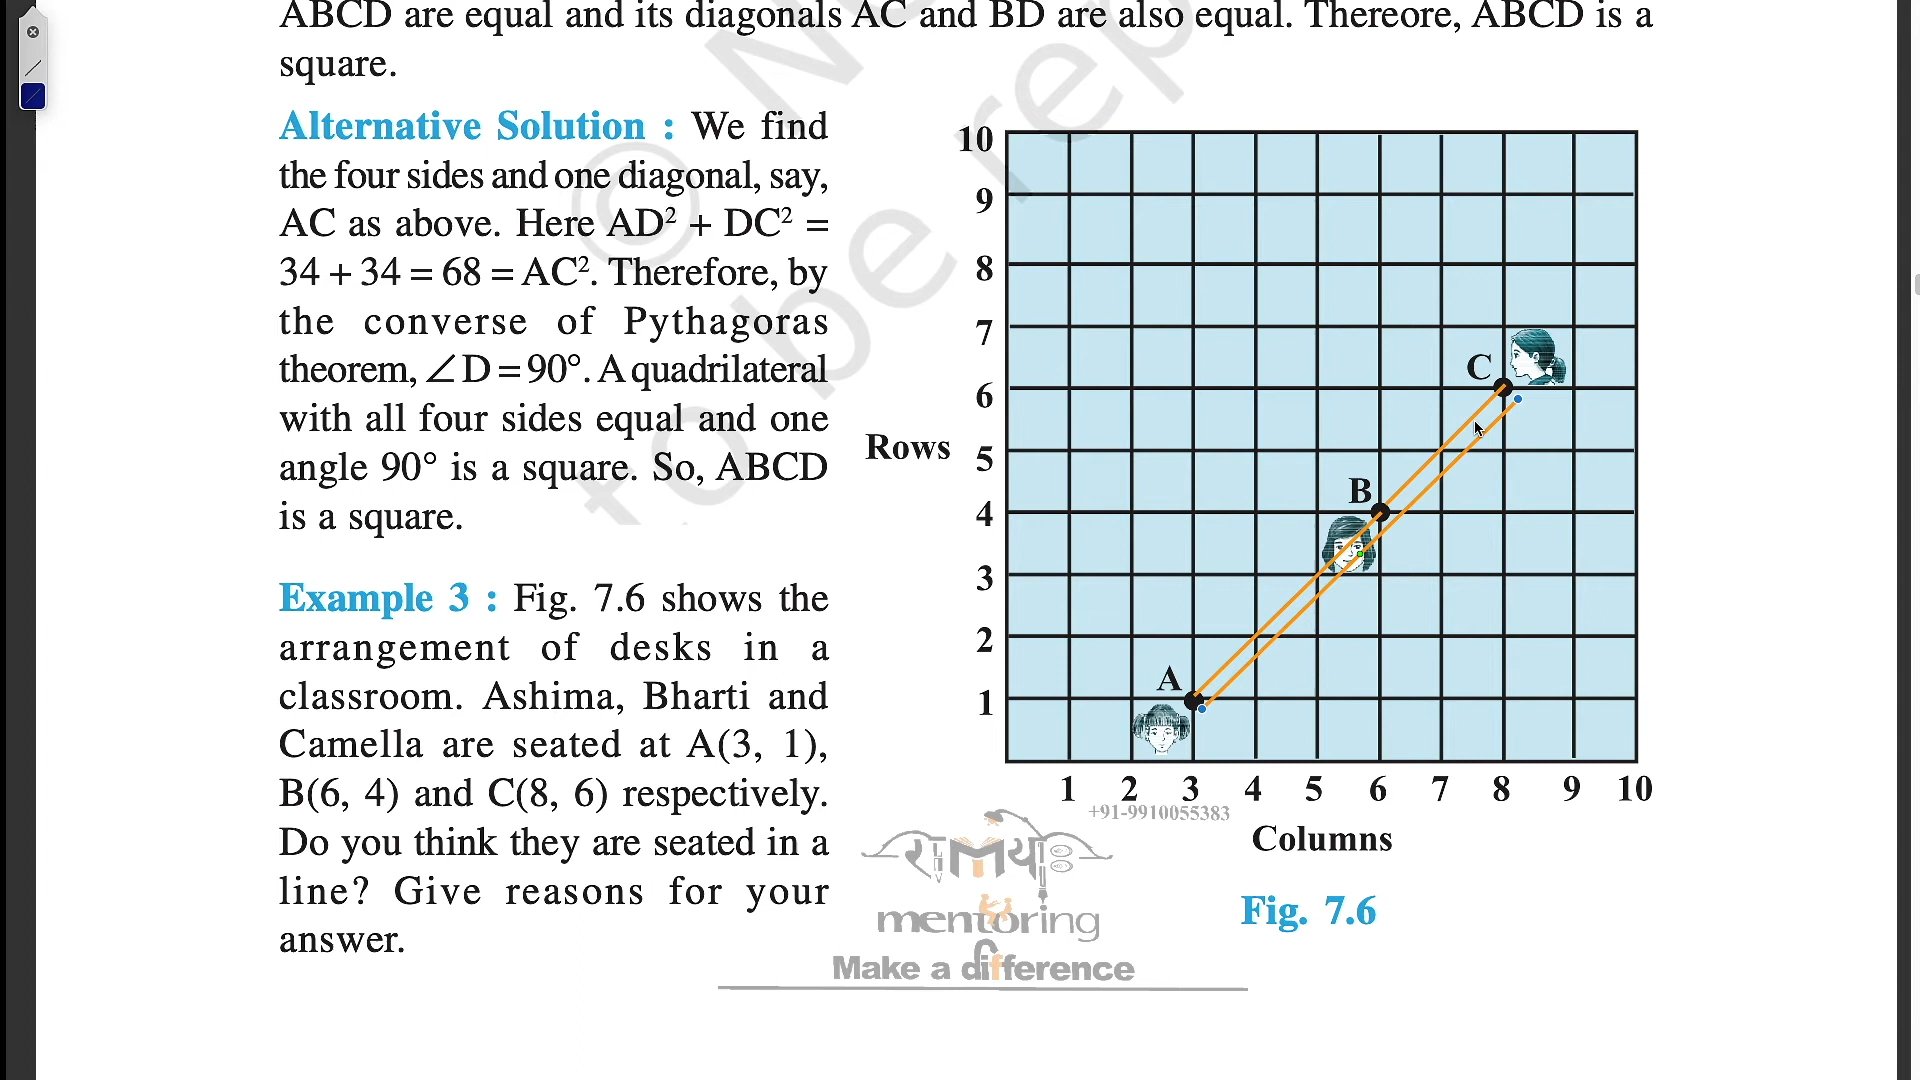 ABCD are equal and its diagonals AC and BD are also equal. Thereore, ABCD is a
square.
Alternative Solution : We find
the four sides and one diagonal, say,
AC as above. Here AD² + DC² =
34 + 34 = 68 = AC². Therefore, by
the converse of Pythagoras
theorem, ∠D = 90°. A quadrilateral
with all four sides equal and one
angle 90° is a square. So, ABCD
is a square.
Example 3 : Fig. 7.6 shows the
arrangement of desks in a
classroom. Ashima, Bharti and
Camella are seated at A(3, 1),
B(6, 4) and C(8, 6) respectively.
Do you think they are seated in a
line? Give reasons for your
answer.
10
9
8
7
6
5
4
3
2
1
Rows
C
B
A
1 2 3 4 5 6 7 8 9 10
Columns
Fig. 7.6
+91-9910055383
mentoring
Make a difference
©
to be